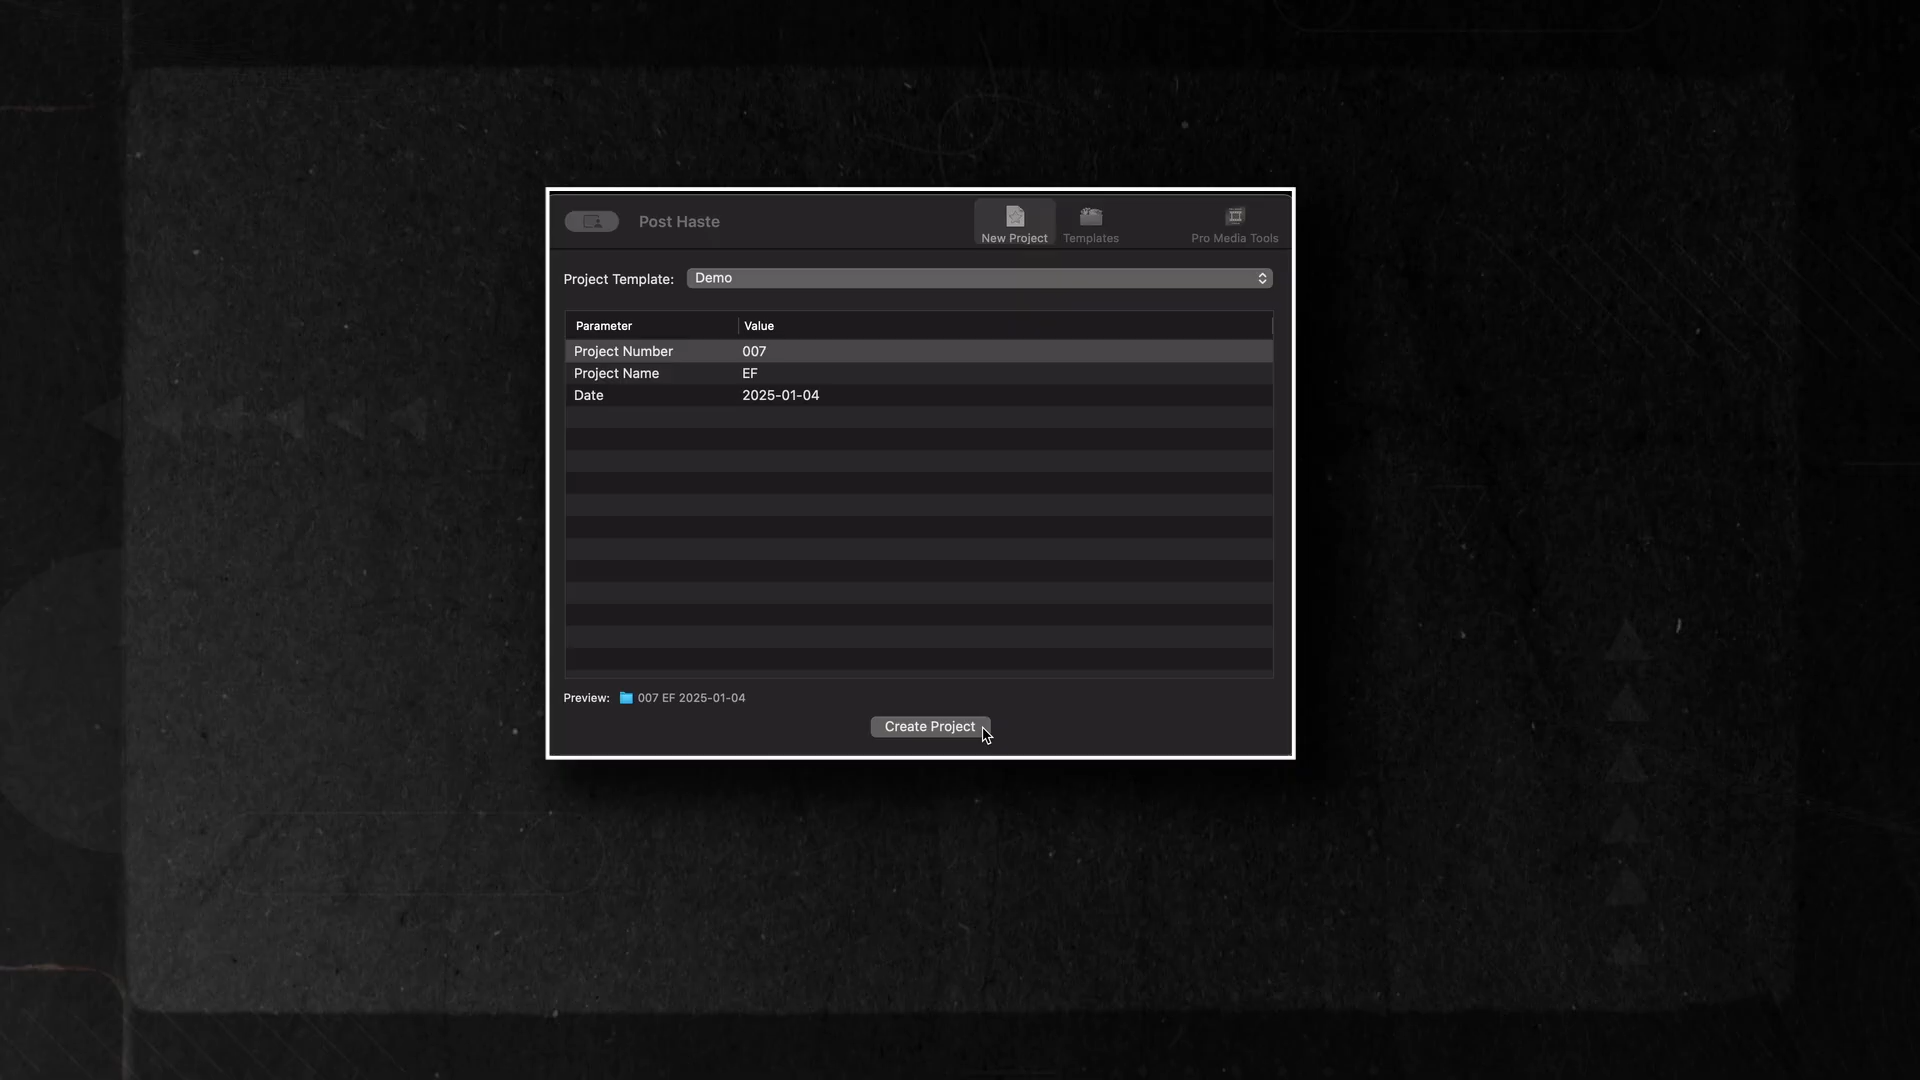 Post Haste
New Project
Templates
Pro Media Tools
Project Template: Demo
Parameter Value
Project Number 007
Project Name EF
Date 2025-01-04
Preview: 007 EF 2025-01-04
Create Project